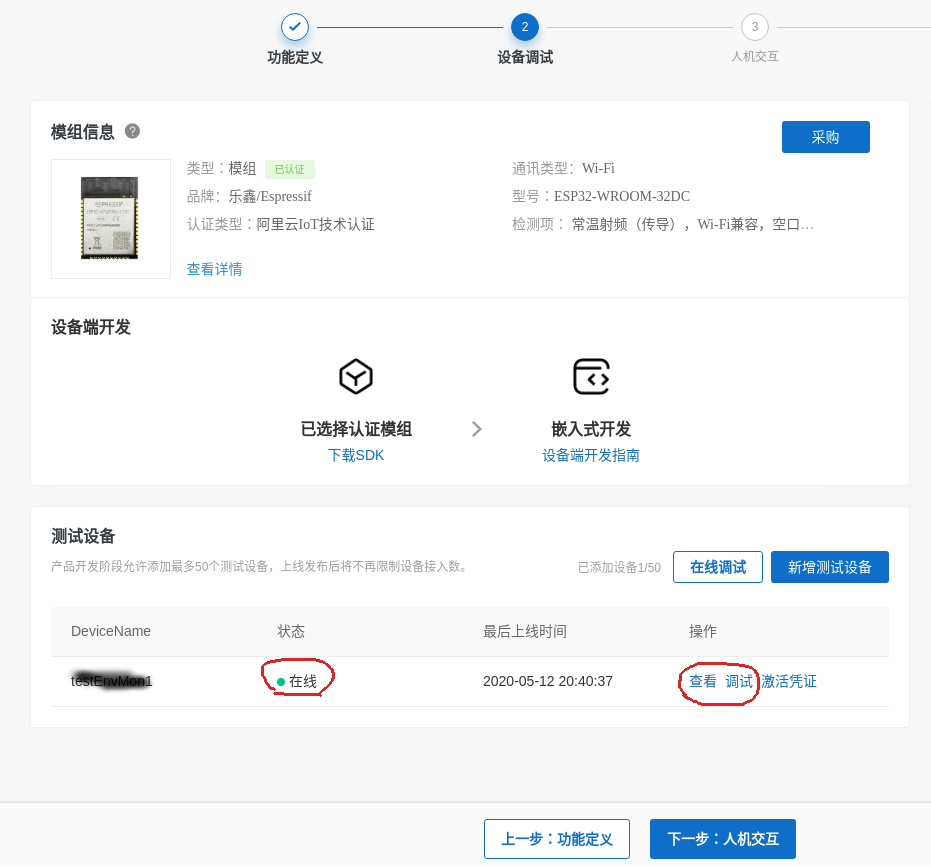 2
3
功能定义
设备调试
人机交互
模组信息 ?
采购
类型：模组 已认证
通讯类型： Wi-Fi
品牌： 乐鑫/Espressif
型号：ESP32-WROOM-32DC
认证类型：阿里云IoT技术认证
检测项： 常温射频（传导），Wi-Fi兼容，空口...
查看详情
设备端开发
已选择认证模组
嵌入式开发
下载SDK
设备端开发指南
测试设备
产品开发阶段允许添加最多50个测试设备，上线发布后将不再限制设备接入数。
已添加设备1/50
在线调试
新增测试设备
DeviceName 状态 最后上线时间 操作
testEnvMon1 在线 2020-05-12 20:40:37 查看 调试 激活凭证
上一步：功能定义
下一步：人机交互